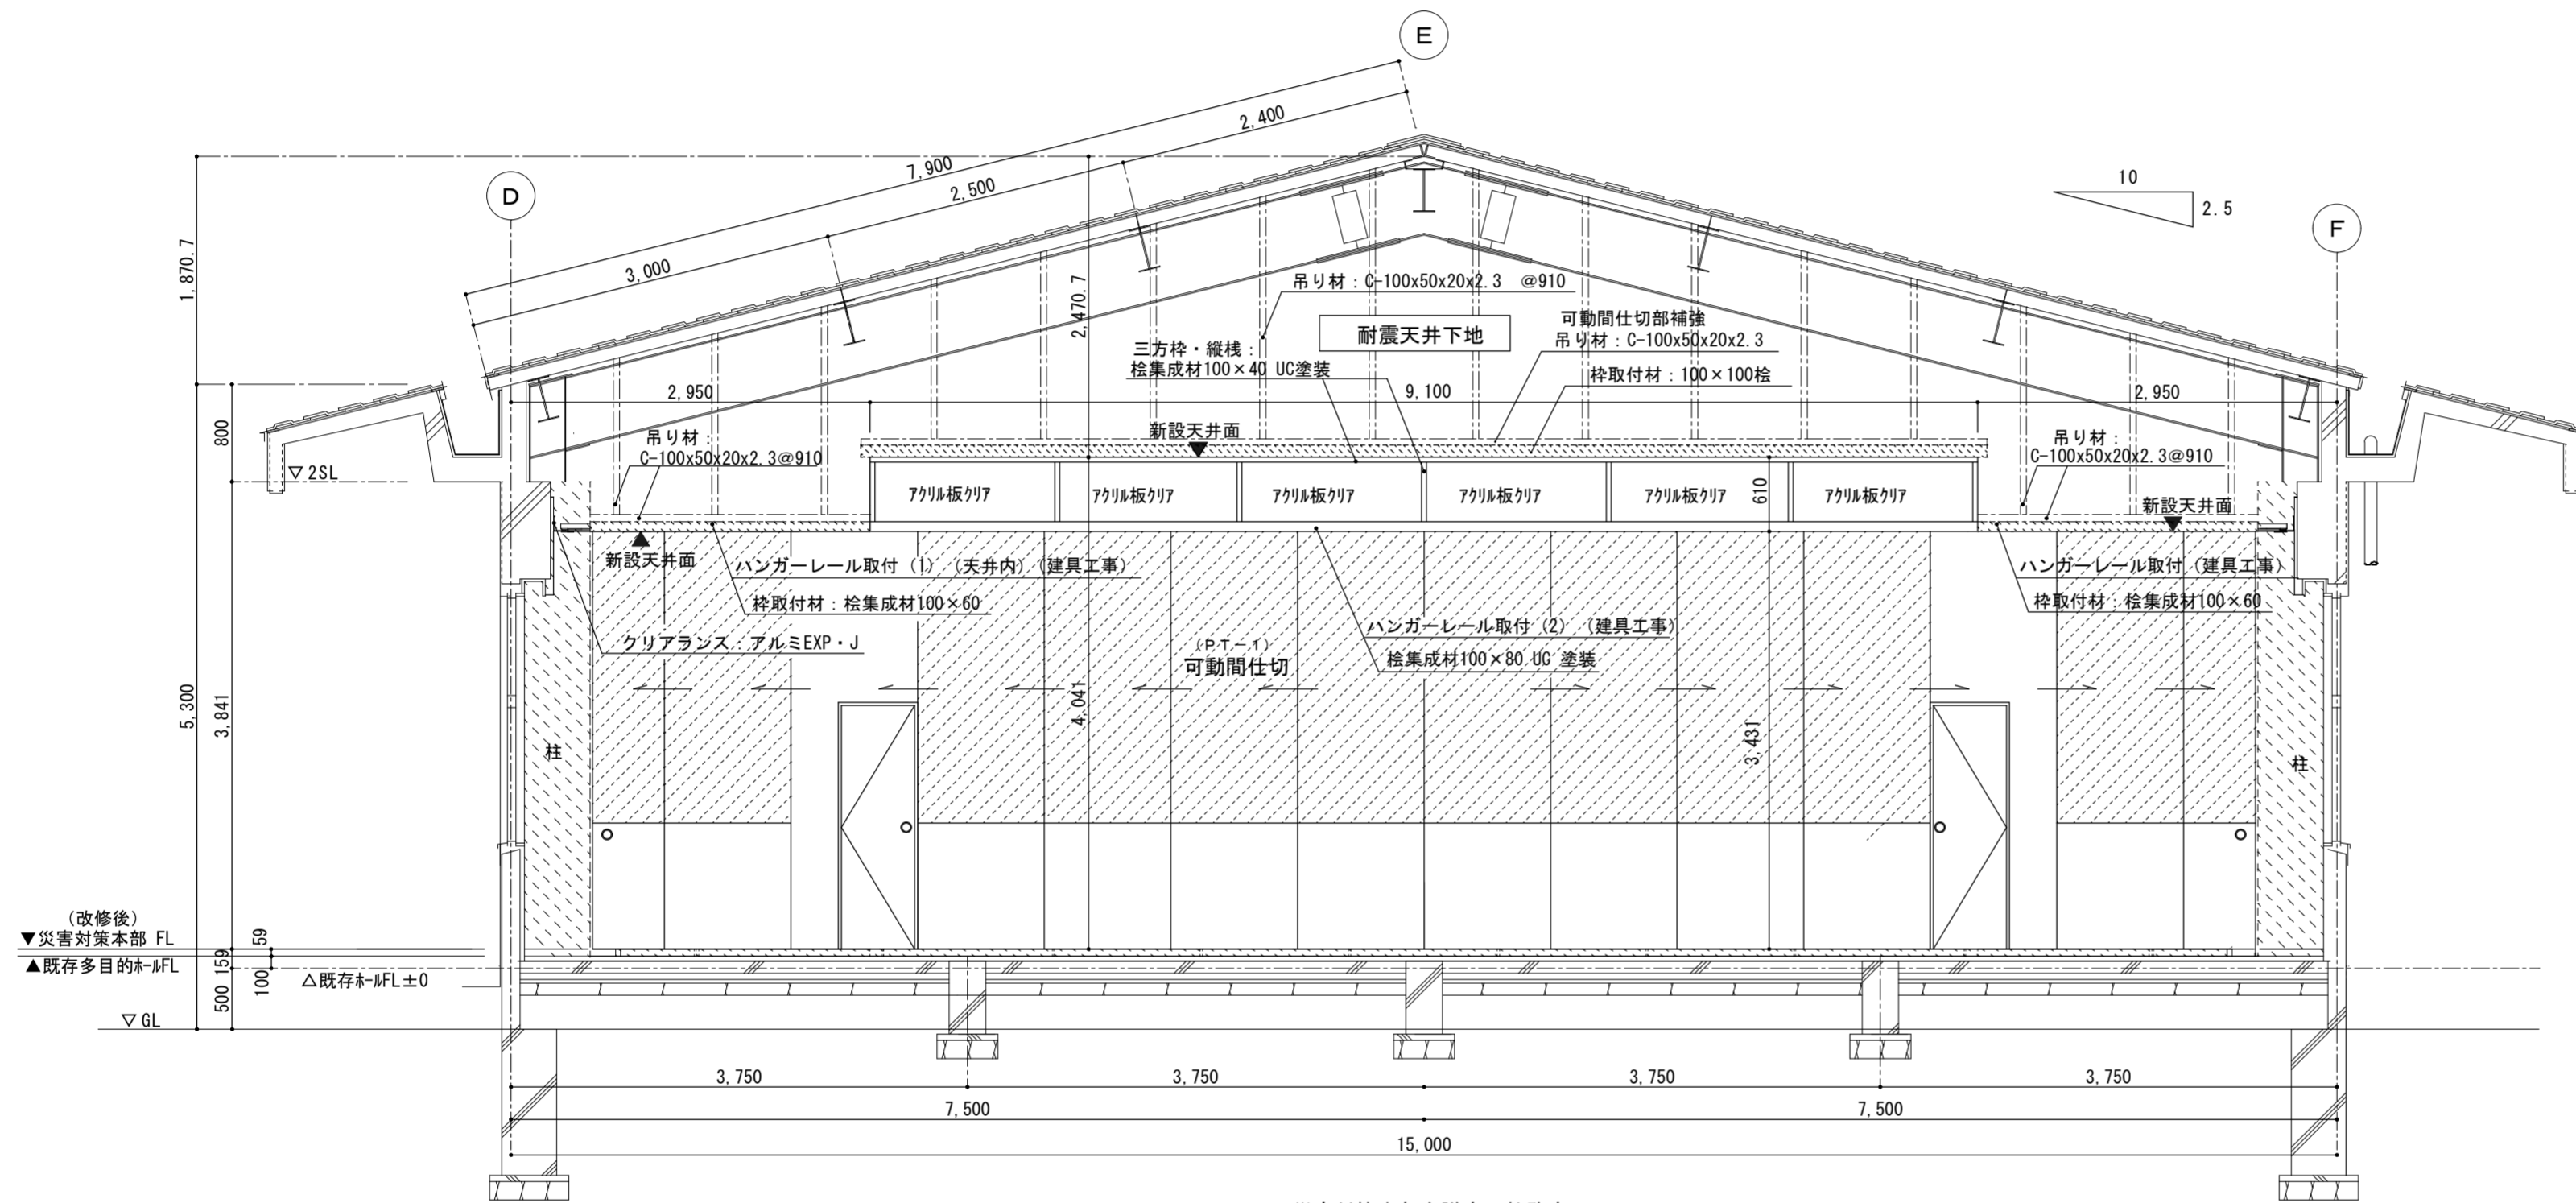 E
D
F
10
2.5
2,400
7,900
2,500
3,000
1,870.7
2,470.7
吊り材：C-100x50x20x2.3　@910
耐震天井下地
可動間仕切部補強
吊り材：C-100x50x20x2.3
枠取付材：100×100桧
三方枠・縦桟：
桧集成材100×40 UC塗装
2,950
9,100
2,950
800
新設天井面
吊り材：
C-100x50x20x2.3@910
吊り材：
C-100x50x20x2.3@910
▽2SL
アクリル板クリア
アクリル板クリア
アクリル板クリア
アクリル板クリア
アクリル板クリア
アクリル板クリア
610
新設天井面
新設天井面
ハンガーレール取付（1）（天井内）（建具工事）
枠取付材：桧集成材100×60
ハンガーレール取付（建具工事）
枠取付材：桧集成材100×60
ハンガーレール取付（2）（建具工事）
桧集成材100×80 UC 塗装
クリアランス：アルミEXP・J
（PT－1）
可動間仕切
5,300
3,841
4,041
3,431
柱
柱
（改修後）
▼災害対策本部 FL
▲既存多目的ホールFL
59
159
100
500
△既存ホールFL±0
▽GL
3,750
3,750
3,750
3,750
7,500
7,500
15,000